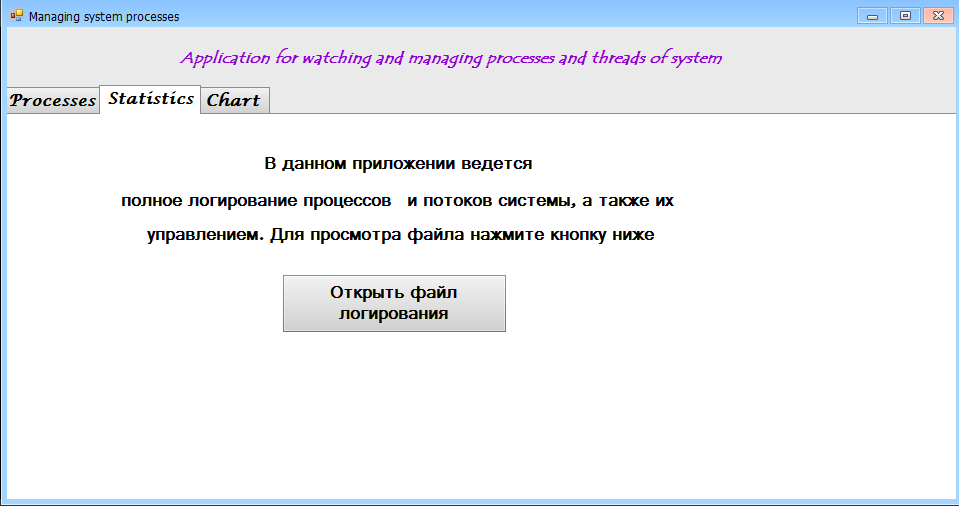 Managing system processes
Application for watching and managing processes and threads of system
Processes Statistics Chart
В данном приложении ведется
полное логирование процессов и потоков системы, а также их
управлением. Для просмотра файла нажмите кнопку ниже
Открыть файл
логирования